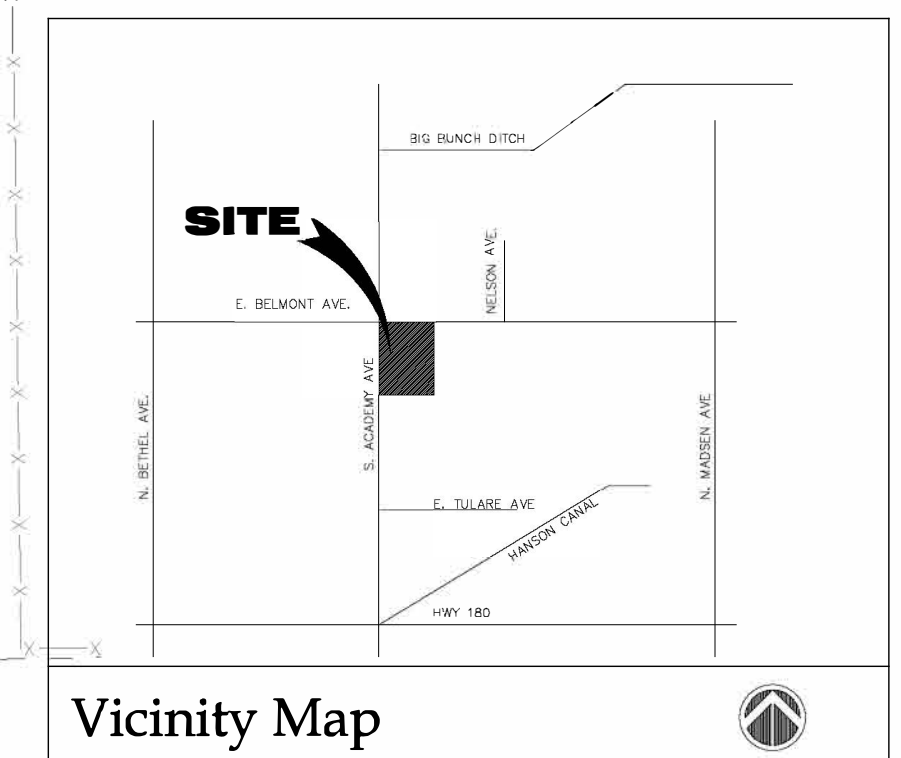 BIG BUNCH DITCH
SITE
NELSON AVE.
E. BELMONT AVE.
S. ACADEMY AVE
N. BETHEL AVE.
N. MADSEN AVE
E. TULARE AVE
HANSON CANAL
HWY 180
Vicinity Map